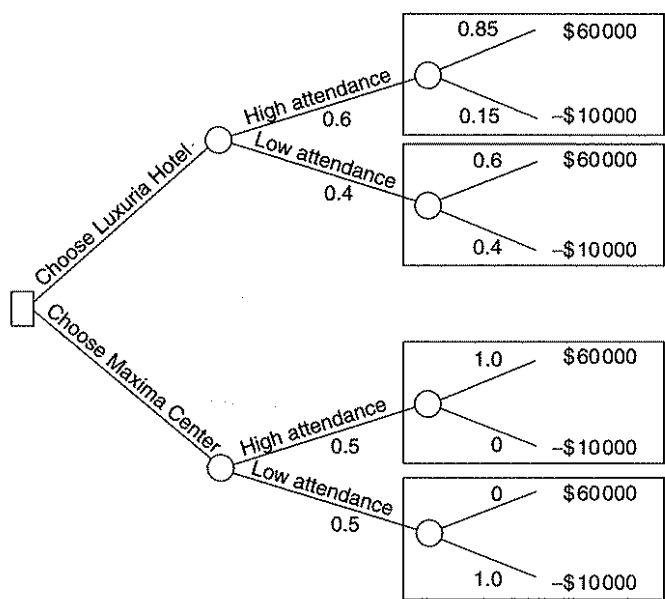 0.85 $60000
High attendance
0.6
0.15 –$10000
Low attendance
0.4
0.6 $60000
0.4 –$10000
Choose Luxuria Hotel
Choose Maxima Center
1.0 $60000
High attendance
0.5
0 –$10000
Low attendance
0.5
0 $60000
1.0 –$10000